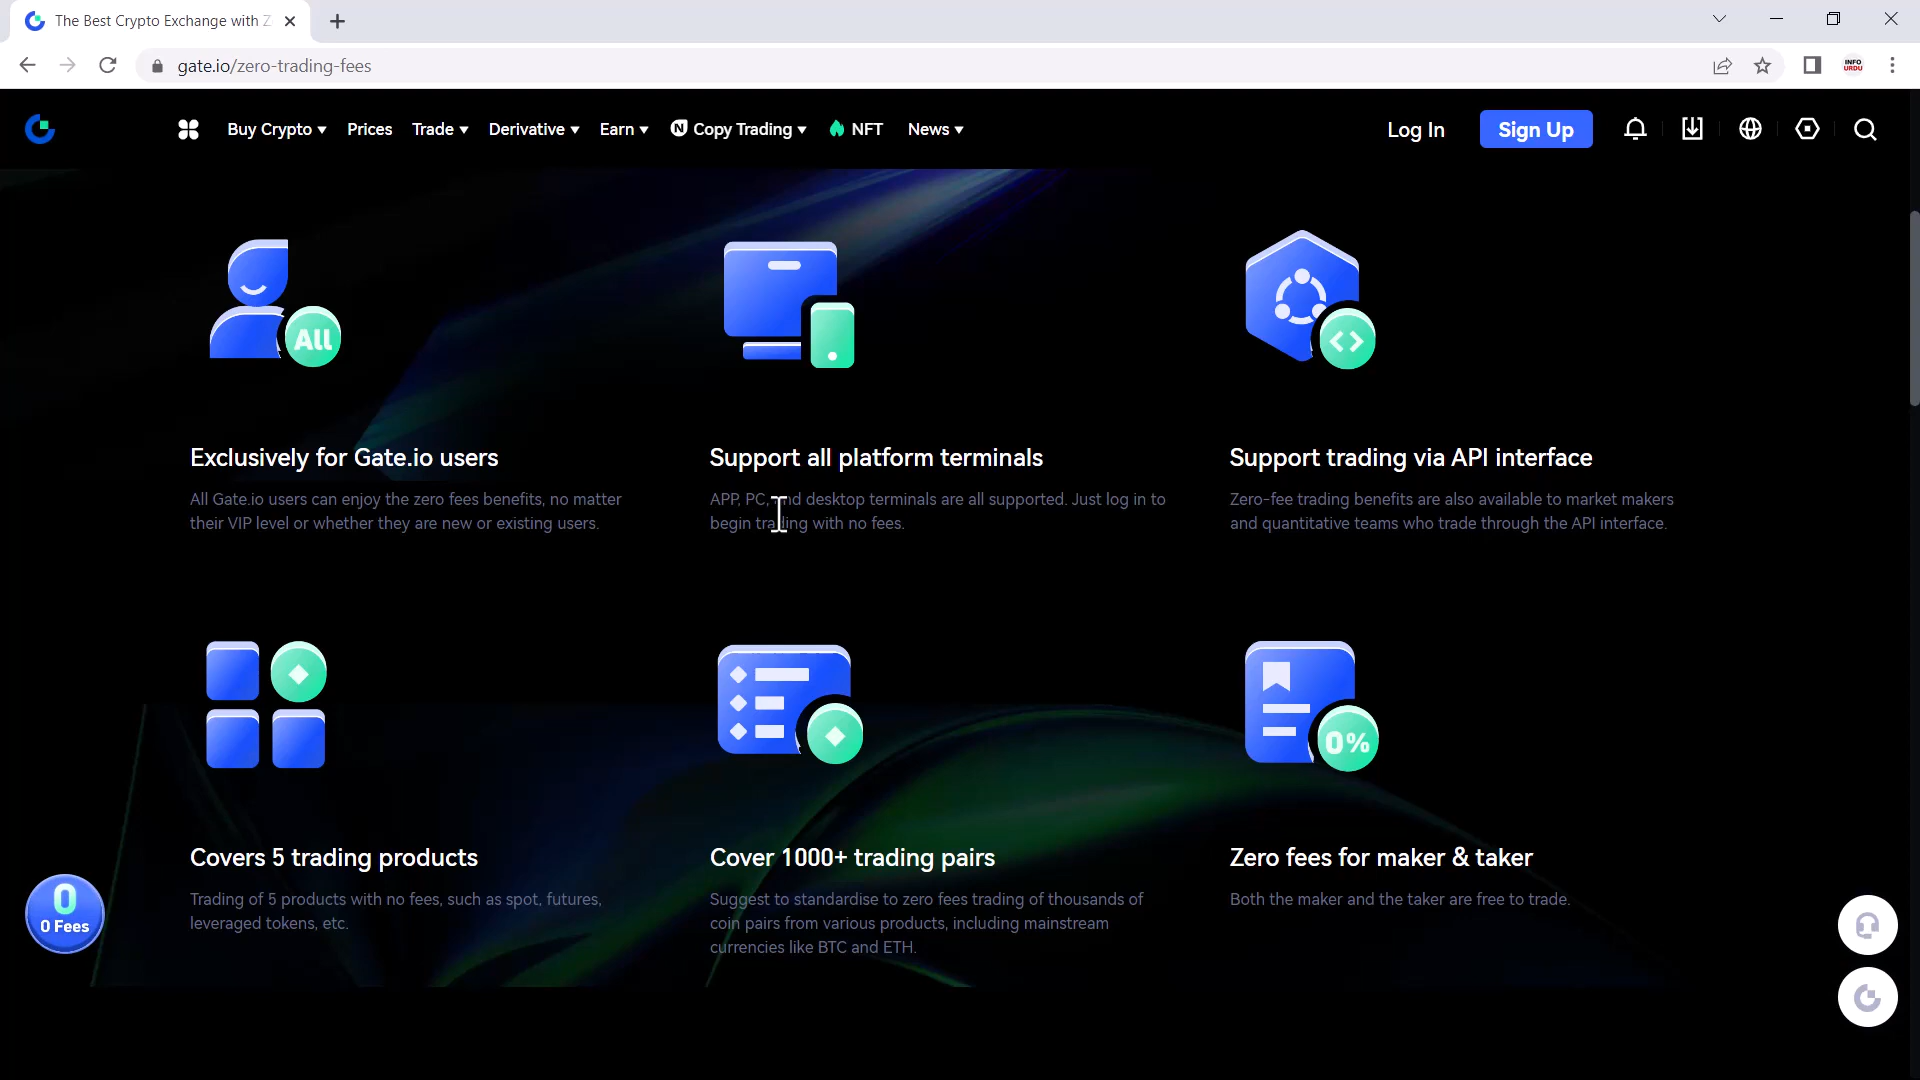 The Best Crypto Exchange with Z
gate.io/zero-trading-fees
INFO
URDU
Buy Crypto Prices Trade Derivative Earn Copy Trading NFT News Log In Sign Up
All
Exclusively for Gate.io users
All Gate.io users can enjoy the zero fees benefits, no matter
their VIP level or whether they are new or existing users.
Support all platform terminals
APP, PC, and desktop terminals are all supported. Just log in to
begin trading with no fees.
Support trading via API interface
Zero-fee trading benefits are also available to market makers
and quantitative teams who trade through the API interface.
Covers 5 trading products
Trading of 5 products with no fees, such as spot, futures,
leveraged tokens, etc.
Cover 1000+ trading pairs
Suggest to standardise to zero fees trading of thousands of
coin pairs from various products, including mainstream
currencies like BTC and ETH.
0%
Zero fees for maker & taker
Both the maker and the taker are free to trade.
0
0 Fees